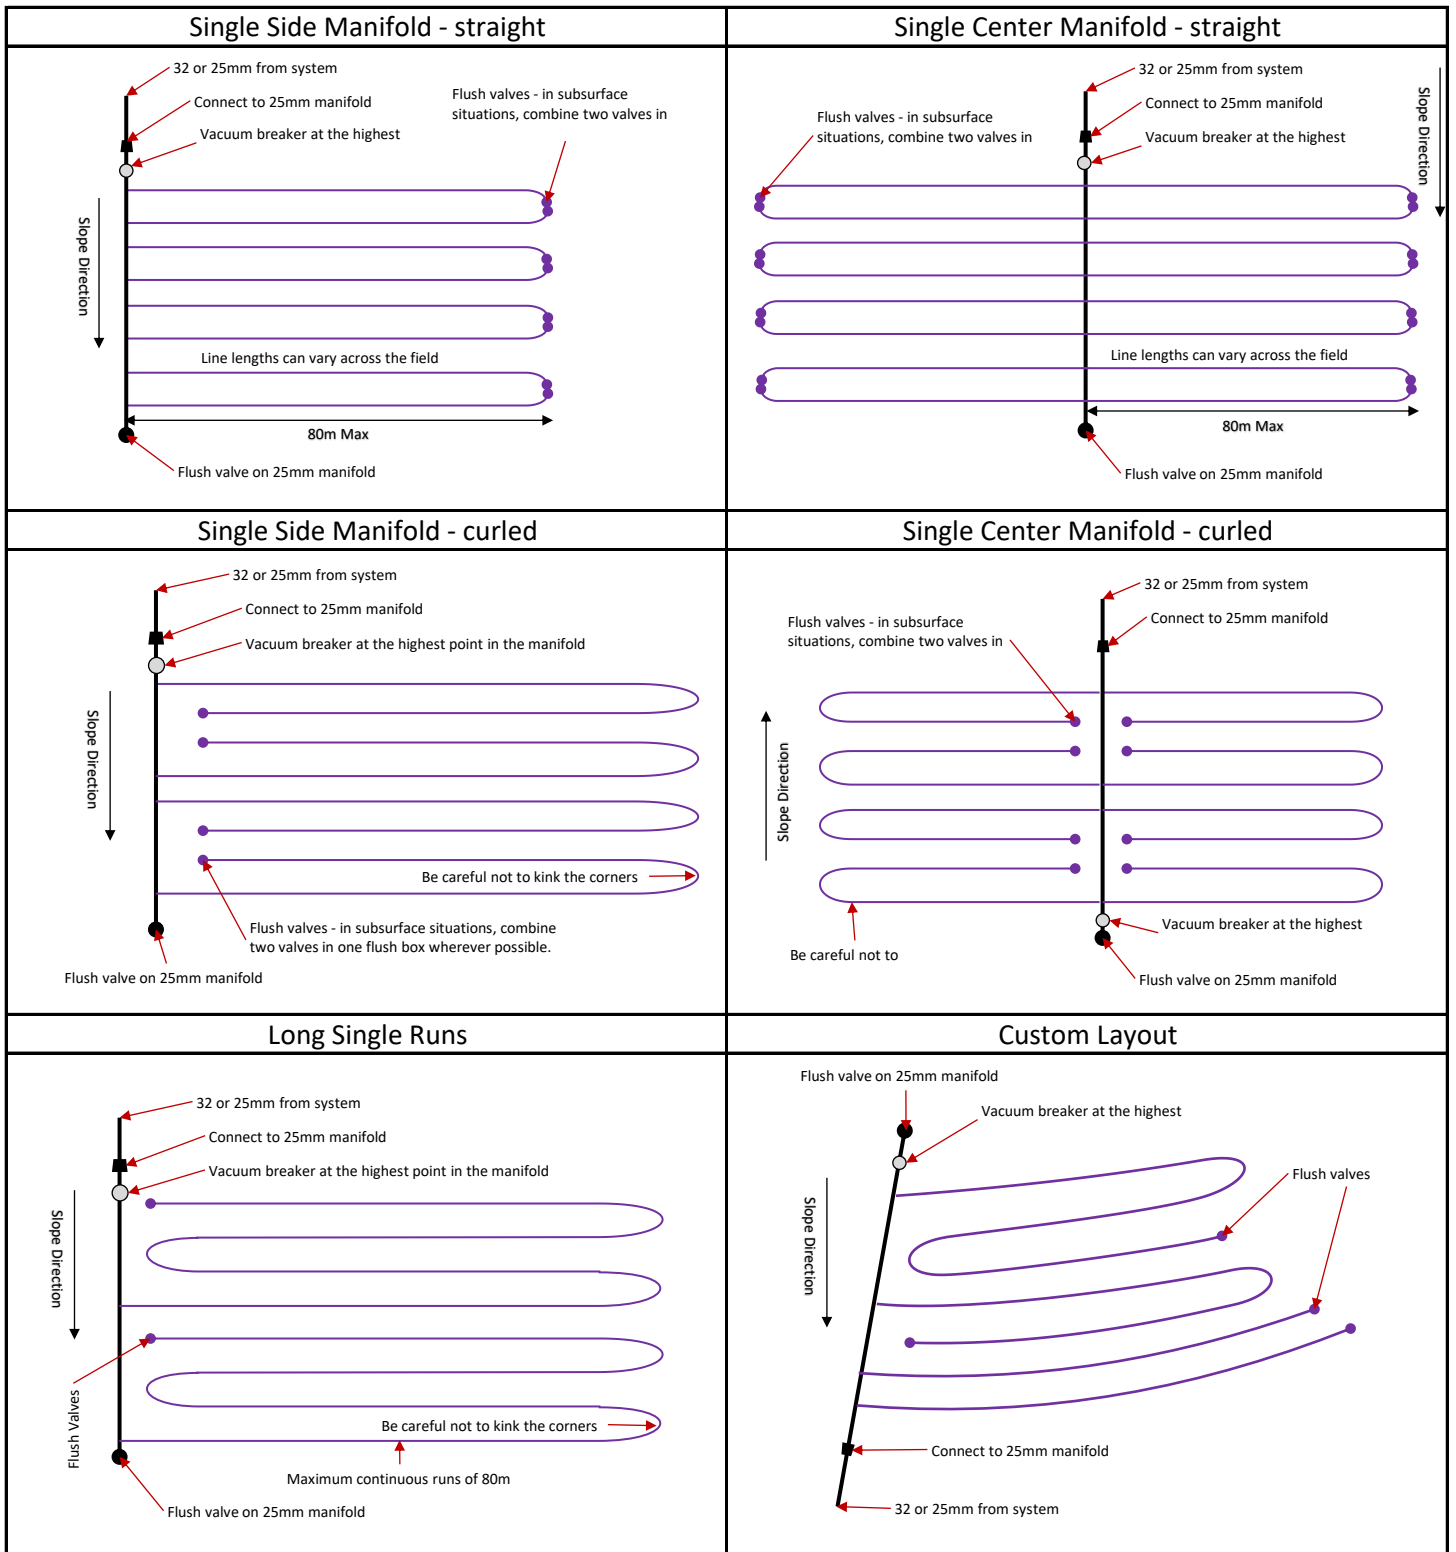 Single Side Manifold - straight
32 or 25mm from system
Connect to 25mm manifold
Vacuum breaker at the highest
Flush valves - in subsurface
situations, combine two valves in
Slope Direction
Line lengths can vary across the field
80m Max
Flush valve on 25mm manifold
Single Center Manifold - straight
32 or 25mm from system
Connect to 25mm manifold
Vacuum breaker at the highest
Flush valves - in subsurface
situations, combine two valves in
Slope Direction
Line lengths can vary across the field
80m Max
Flush valve on 25mm manifold
Single Side Manifold - curled
32 or 25mm from system
Connect to 25mm manifold
Vacuum breaker at the highest point in the manifold
Slope Direction
Be careful not to kink the corners
Flush valves - in subsurface situations, combine
two valves in one flush box wherever possible.
Flush valve on 25mm manifold
Single Center Manifold - curled
32 or 25mm from system
Connect to 25mm manifold
Flush valves - in subsurface
situations, combine two valves in
Slope Direction
Vacuum breaker at the highest
Be careful not to
Flush valve on 25mm manifold
Long Single Runs
32 or 25mm from system
Connect to 25mm manifold
Vacuum breaker at the highest point in the manifold
Slope Direction
Flush Valves
Be careful not to kink the corners
Maximum continuous runs of 80m
Flush valve on 25mm manifold
Custom Layout
Flush valve on 25mm manifold
Vacuum breaker at the highest
Flush valves
Slope Direction
Connect to 25mm manifold
32 or 25mm from system